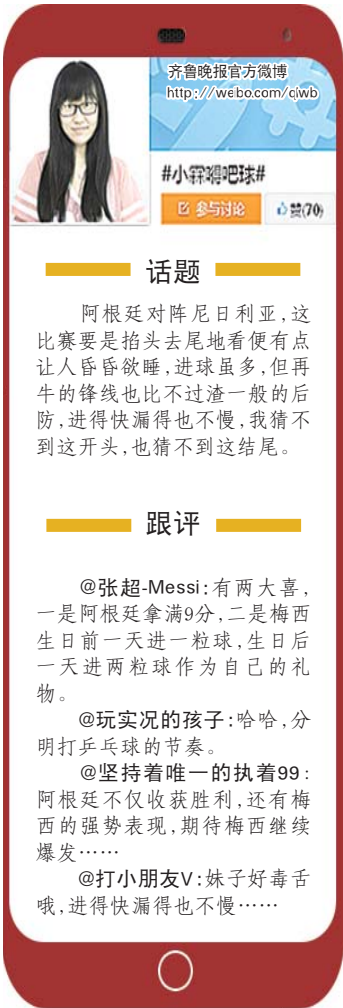 齐鲁晚报官方微博
http://weibo.com/qlwb
#小霖嘚吧球#
参与讨论
赞(70)
话题
阿根廷对阵尼日利亚,这
比赛要是掐头去尾地看便有点
让人昏昏欲睡,进球虽多,但再
牛的锋线也比不过渣一般的后
防,进得快漏得也不慢,我猜不
到这开头,也猜不到这结尾。
跟评
@张超-Messi:有两大喜,
一是阿根廷拿满9分,二是梅西
生日前一天进一粒球,生日后
一天进两粒球作为自己的礼
物。
@玩实况的孩子:哈哈,分
明打乒乓球的节奏。
@坚持着唯一的执着99:
阿根廷不仅收获胜利,还有梅
西的强势表现,期待梅西继续
爆发……
@打小朋友V:妹子好毒舌
哦,进得快漏得也不慢……